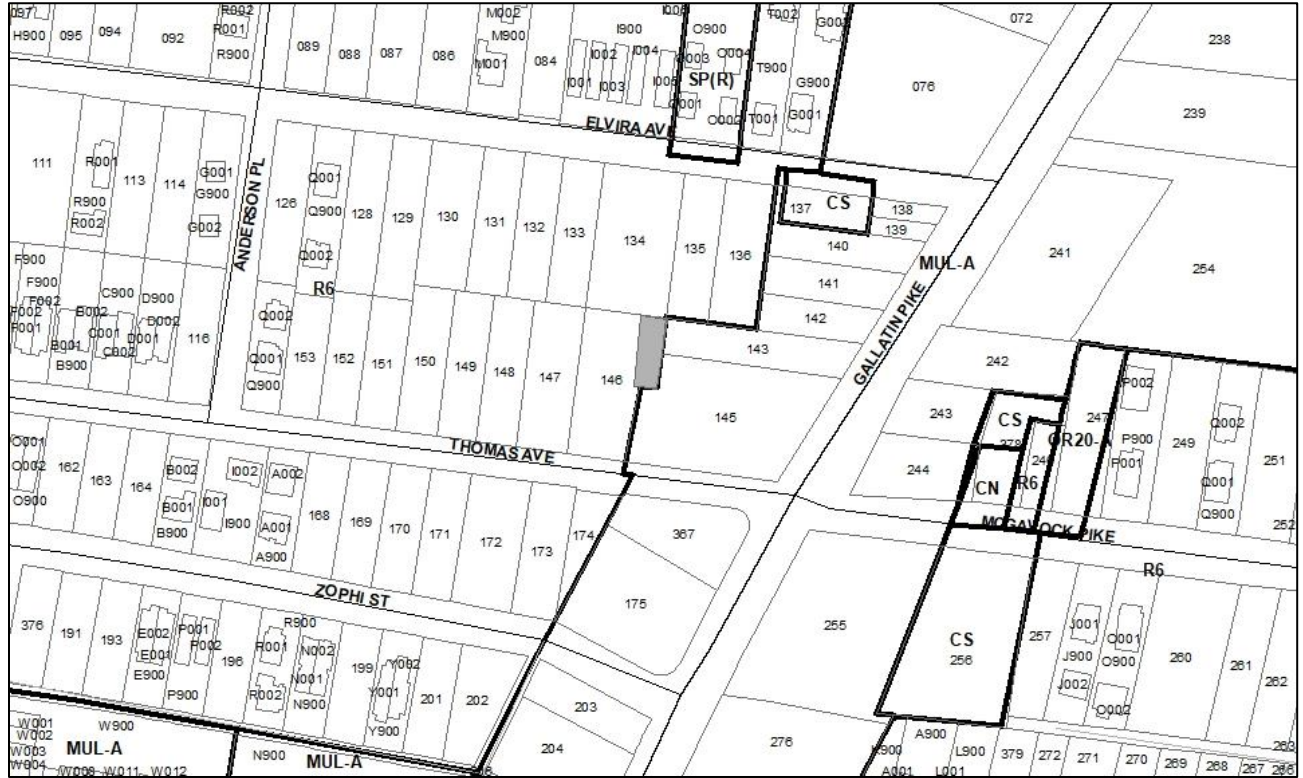 097 095 094 092 R002 R001 R900 089 088 087 086 M002 M900 M001 084 I900 I001 I002 I003 I004 I005 O900 O004 O001 O002 T002 T900 T001 G900 G001 072 238
H900
SP(R)
076
239
ELVIRA AVE
111 R001 R900 R002 113 114 G001 G900 G002
ANDERSON PL
126 Q001 Q900 Q002 128 129 130 131 132 133 134 135 136 137 CS 138
139
140
MUL-A
141
142
143
241
254
GALLATIN PIKE
R6
F900 F900 F002 F001 B002 B001 B900 C900 C001 C002 D900 D002 D001 116
Q002 Q001 Q900 153 152 151 150 149 148 147 146 145
242
243
244
CS
278
CN
R6
OR20-A
247
P002 P900 P001 249 Q002 Q001 Q900 251 252
THOMAS AVE
MCGAVOCK PIKE
R6
O001 O002 O900 162 163 164 B002 B001 B900 I002 I001 I900 A002 A001 A900 168 169 170 171 172 173 174
367
175
ZOPHI ST
376 191 193 E002 E001 E900 P001 P002 P900 196 R900 R001 R002 N002 N001 N900 199 Y002 Y001 Y900 201 202
203
204
255
CS
256
257 J001 J900 J002 O001 O900 O002 260 261 262 263
276
A900
L900 379 272 271 270 269 268 267
A001 L001
W001
W002
W003
W004
W900
MUL-A
W011 W012
N900
MUL-A